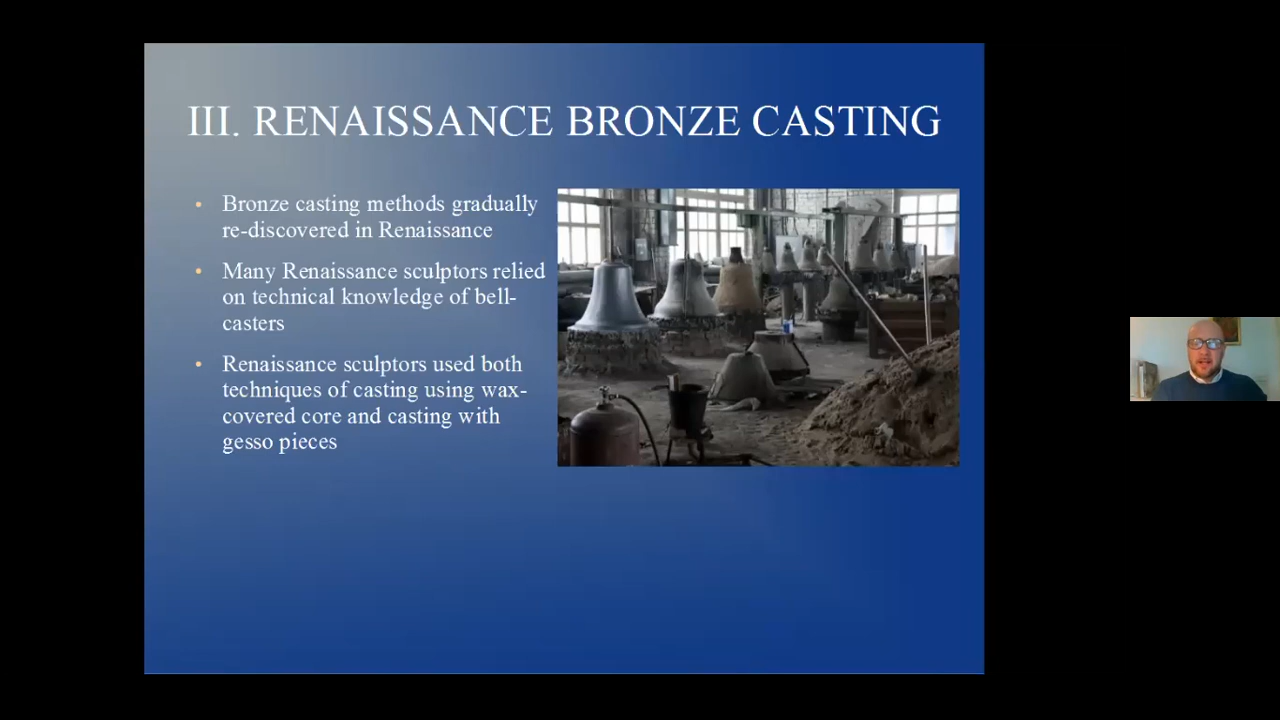 III. RENAISSANCE BRONZE CASTING
• Bronze casting methods gradually
re-discovered in Renaissance
• Many Renaissance sculptors relied
on technical knowledge of bell-
casters
• Renaissance sculptors used both
techniques of casting using wax-
covered core and casting with
gesso pieces